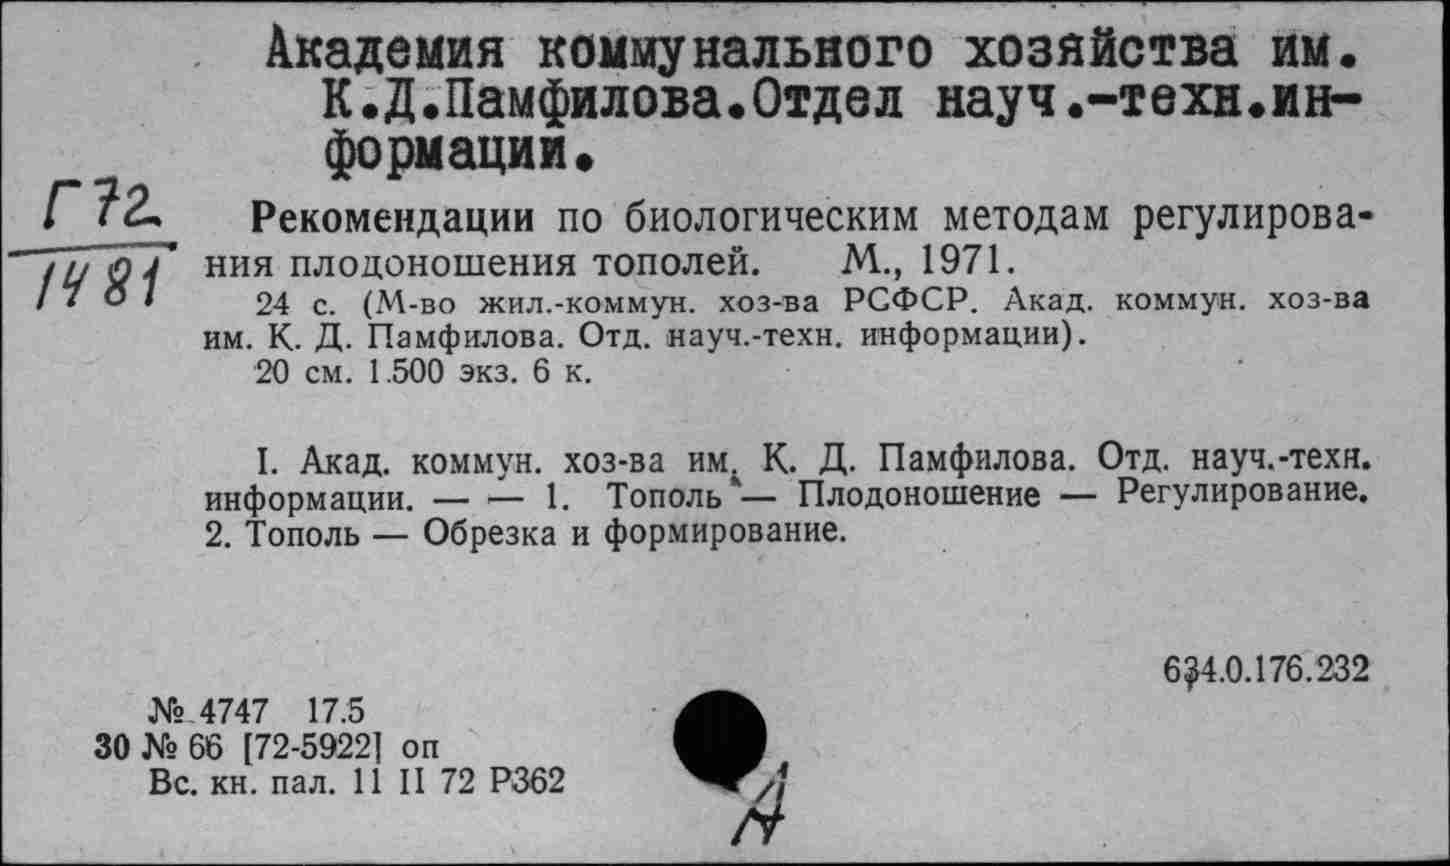 Академия коммунального хозяйства им.
К.Д.Памфилова.Отдел науч.-техн.ин-
формации.
Г72
1481
Рекомендации по биологическим методам регулирова-
ния плодоношения тополей. М., 1971.
24 с. (М-во жил.-коммун. хоз-ва РСФСР. Акад. коммун. хоз-ва
им. К. Д. Памфилова. Отд. науч.-техн. информации).
20 см. 1.500 экз. 6 к.
I. Акад. коммун. хоз-ва им. К. Д. Памфилова. Отд. науч.-техн.
информации. — — 1. Тополь — Плодоношение — Регулирование.
2. Тополь — Обрезка и формирование.
634.0.176.232
№ 4747 17.5
30 № 66 [72-5922] оп
Вс. кн. пал. 11 II 72 Р362